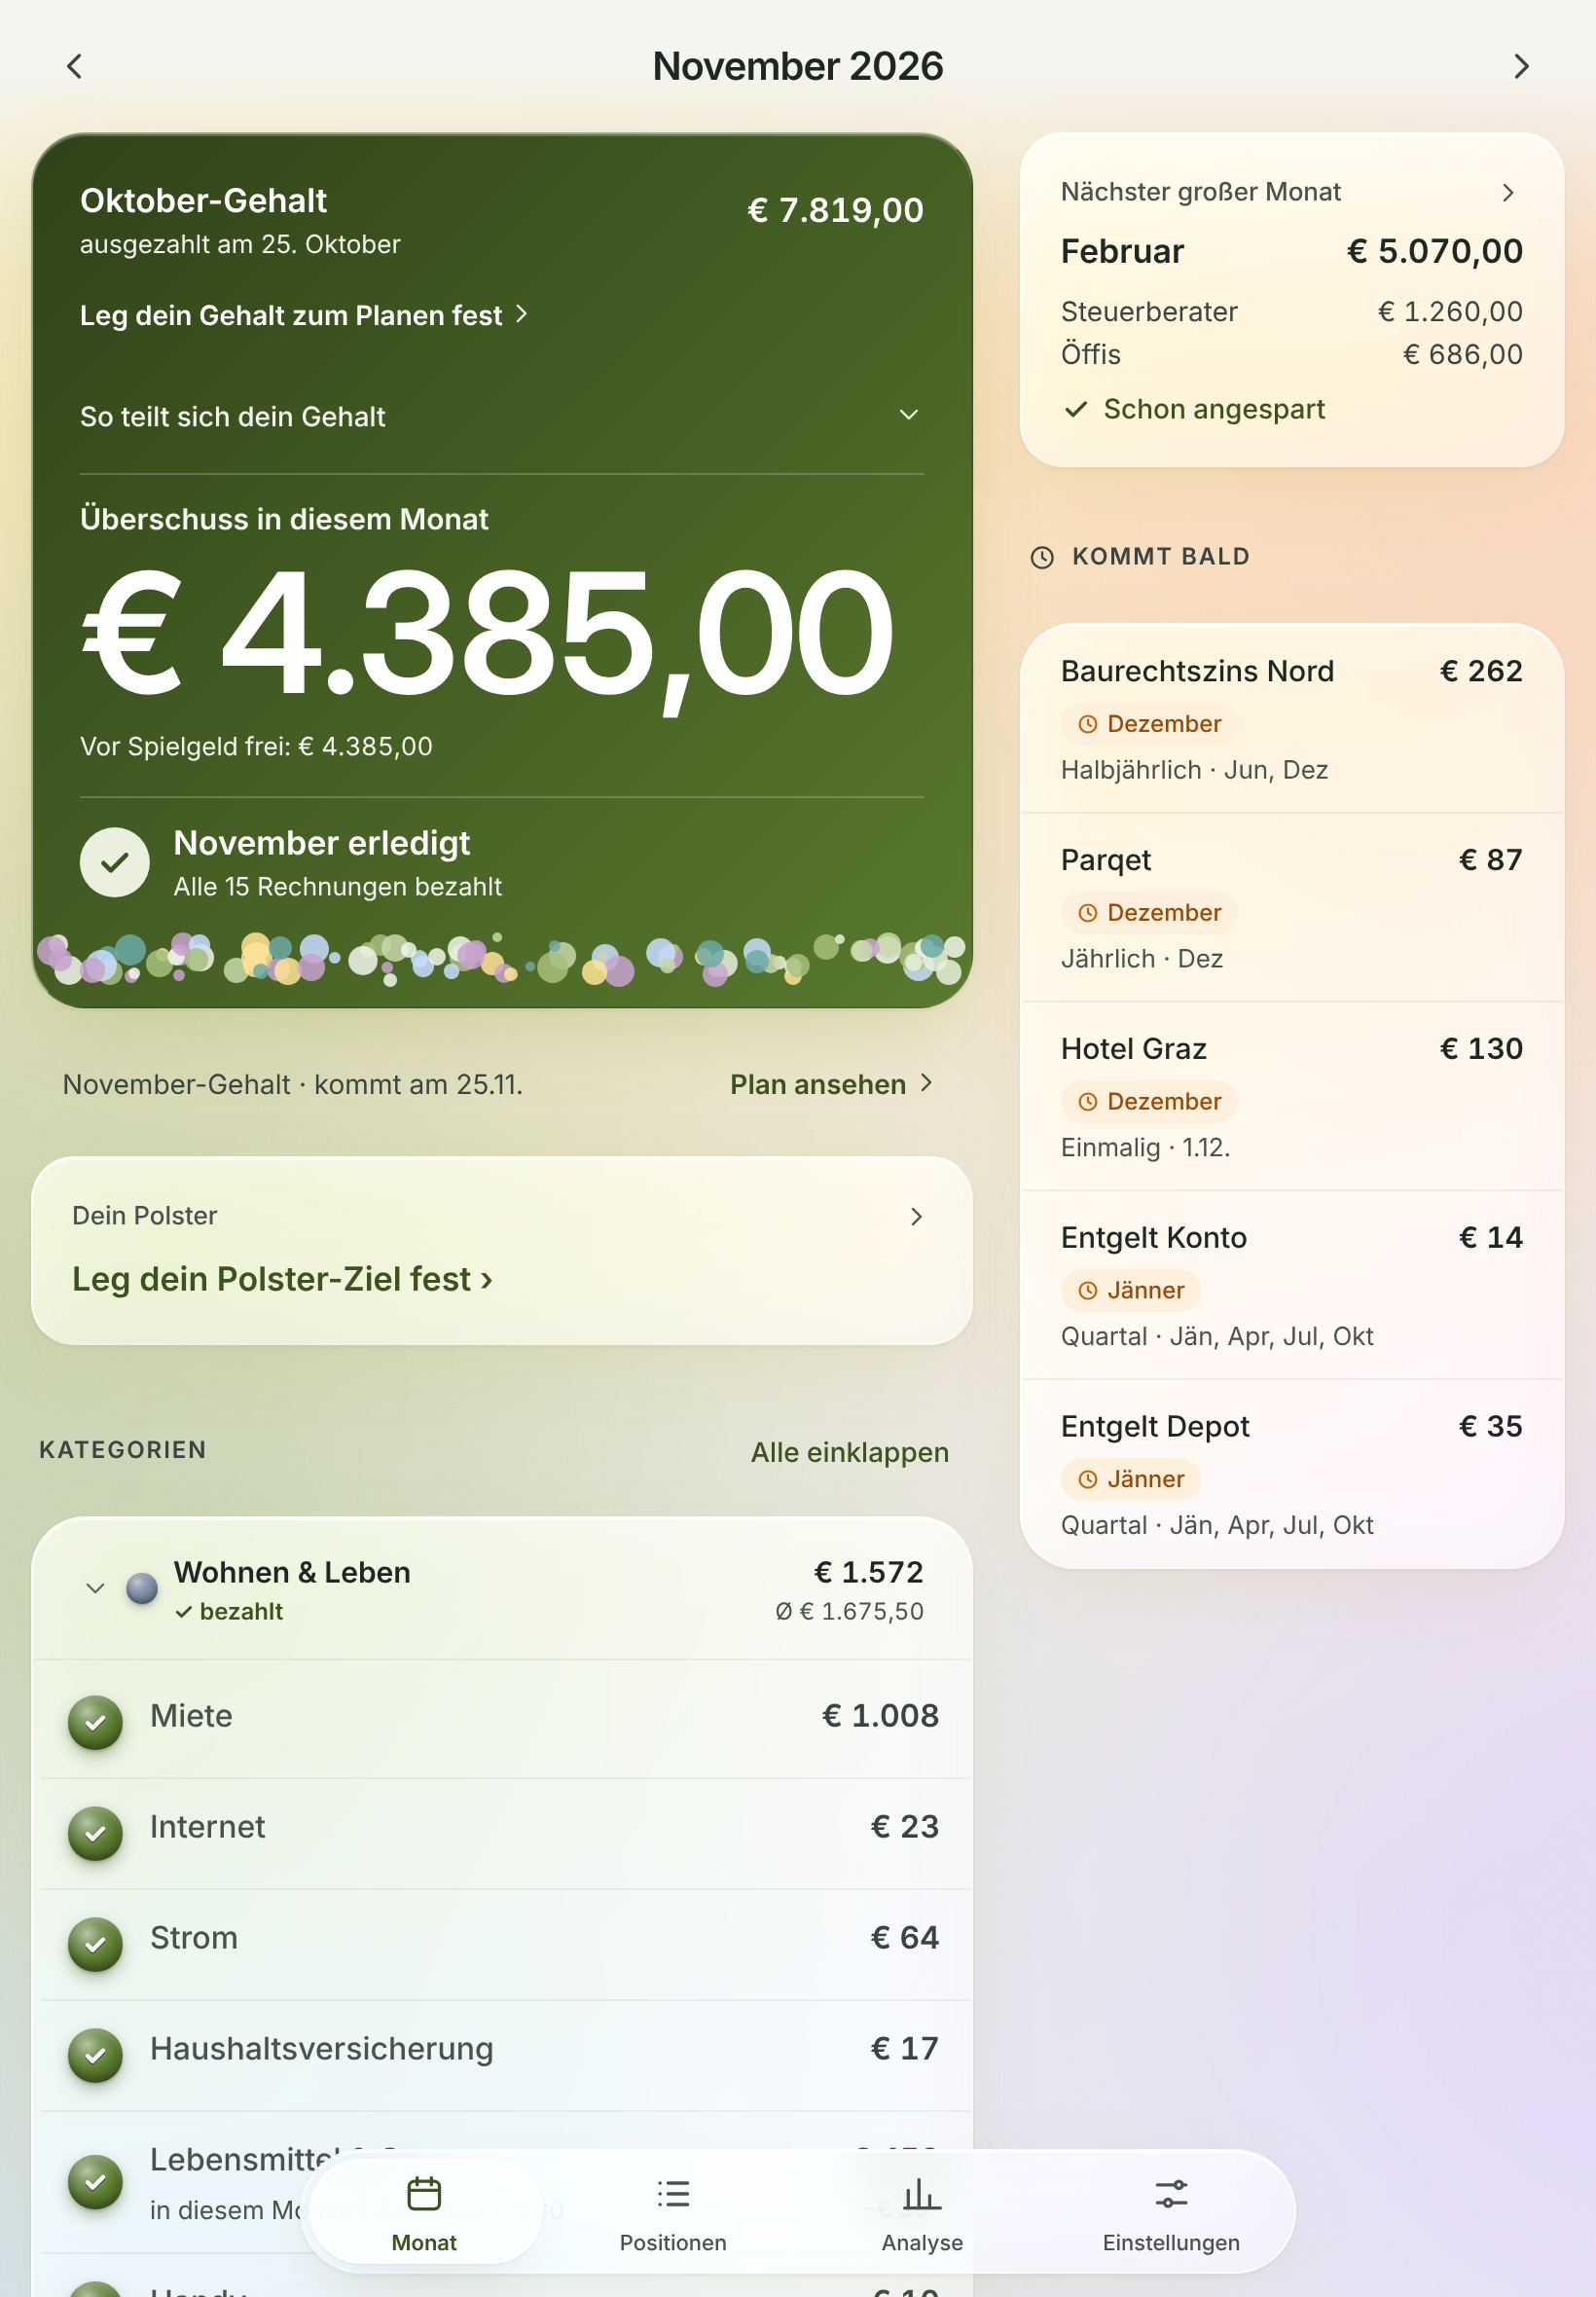 November 2026
Oktober-Gehalt
€ 7.819,00
ausgezahlt am 25. Oktober
Leg dein Gehalt zum Planen fest
So teilt sich dein Gehalt
Überschuss in diesem Monat
€ 4.385,00
Vor Spielgeld frei: € 4.385,00
November erledigt
Alle 15 Rechnungen bezahlt
November-Gehalt · kommt am 25.11.
Plan ansehen
Dein Polster
Leg dein Polster-Ziel fest ›
KATEGORIEN
Alle einklappen
Wohnen & Leben
€ 1.572
bezahlt
Ø € 1.675,50
Miete
€ 1.008
Internet
€ 23
Strom
€ 64
Haushaltsversicherung
€ 17
Lebensmittel
in diesem
Nächster großer Monat
Februar
€ 5.070,00
Steuerberater
€ 1.260,00
Öffis
€ 686,00
Schon angespart
KOMMT BALD
Baurechtszins Nord
€ 262
Dezember
Halbjährlich · Jun, Dez
Parqet
€ 87
Dezember
Jährlich · Dez
Hotel Graz
€ 130
Dezember
Einmalig · 1.12.
Entgelt Konto
€ 14
Jänner
Quartal · Jän, Apr, Jul, Okt
Entgelt Depot
€ 35
Jänner
Quartal · Jän, Apr, Jul, Okt
Monat
Positionen
Analyse
Einstellungen